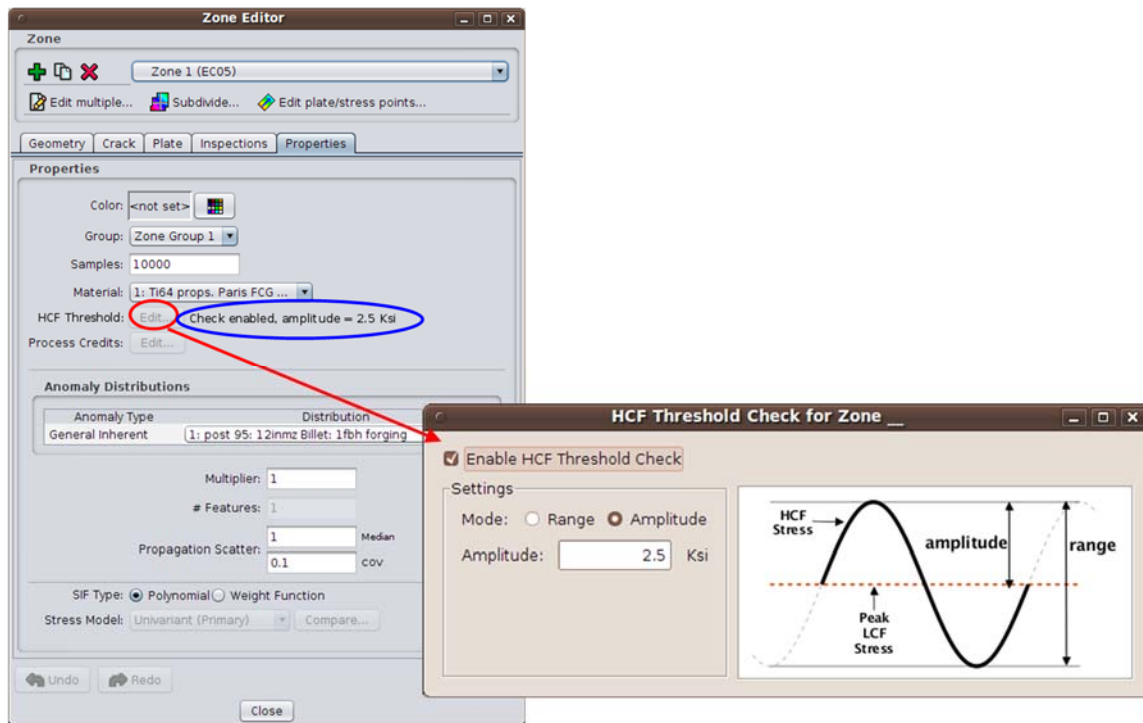 Zone Editor
Zone
Zone 1 (EC05)
Edit multiple... Subdivide... Edit plate/stress points...
Geometry Crack Plate Inspections Properties
Properties
Color: <not set>
Group: Zone Group 1
Samples: 10000
Material: 1: Ti64 props. Paris FCG ...
HCF Threshold: Edit... Check enabled, amplitude = 2.5 Ksi
Process Credits: Edit...
Anomaly Distributions
Anomaly Type Distribution
General Inherent 1: post 95: 12inmz Billet: 1fbh forging
Multiplier: 1
# Features: 1
Propagation Scatter: 1 Median
0.1 COV
SIF Type: Polynomial Weight Function
Stress Model: Univariant (Primary) Compare...
Undo Redo
Close
HCF Threshold Check for Zone __
Enable HCF Threshold Check
Settings
Mode: Range Amplitude
Amplitude: 2.5 Ksi
HCF
Stress
amplitude
range
Peak
LCF
Stress